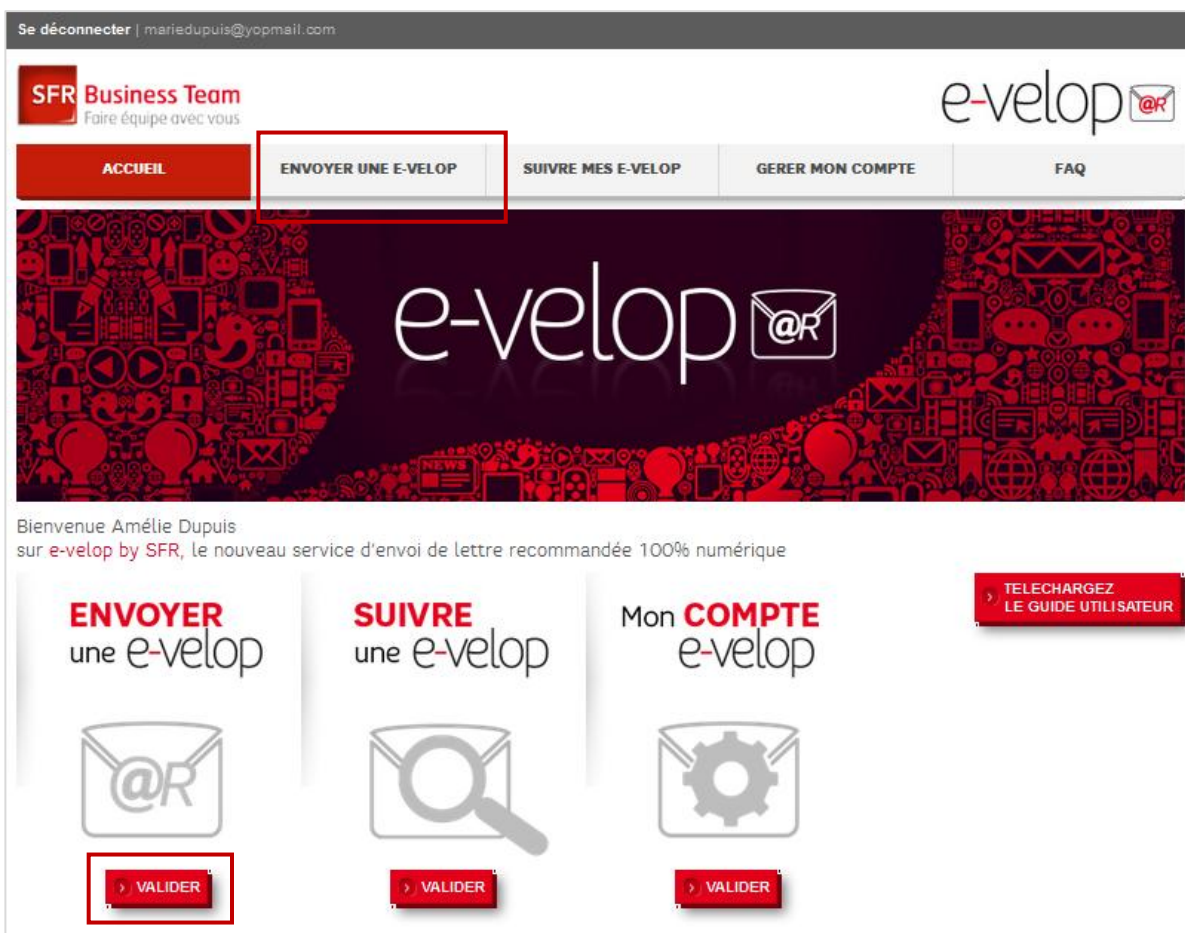 Se déconnecter | mariedupuis@yopmail.com
SFR Business Team
Faire équipe avec vous
e-velop @R
ACCUEIL ENVOYER UNE E-VELOP SUIVRE MES E-VELOP GERER MON COMPTE FAQ
e-velop @R
NEWS
Bienvenue Amélie Dupuis
sur e-velop by SFR, le nouveau service d'envoi de lettre recommandée 100% numérique
TELECHARGEZ
LE GUIDE UTILISATEUR
ENVOYER
une e-velop
@R
VALIDER
SUIVRE
une e-velop
VALIDER
Mon COMPTE
e-velop
VALIDER